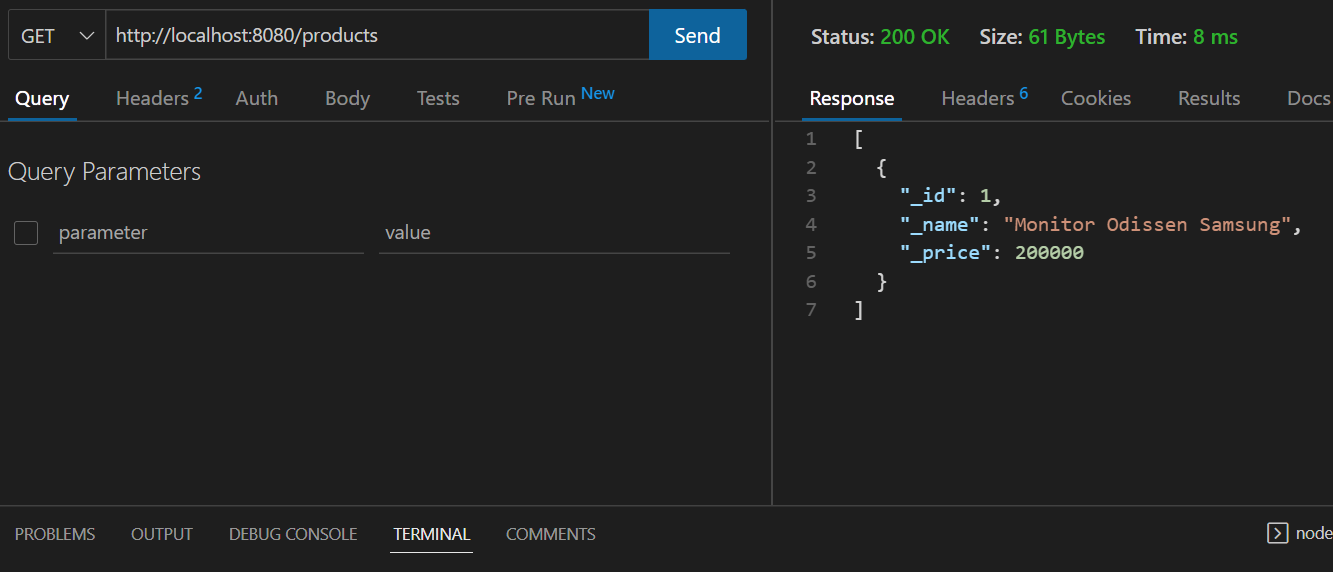 GET http://localhost:8080/products Send
Query Headers 2 Auth Body Tests Pre Run New
Query Parameters
parameter value
Status: 200 OK Size: 61 Bytes Time: 8 ms
Response Headers 6 Cookies Results Docs
1 [
2 {
3 "_id": 1,
4 "_name": "Monitor Odissen Samsung",
5 "_price": 200000
6 }
7 ]
PROBLEMS OUTPUT DEBUG CONSOLE TERMINAL COMMENTS node